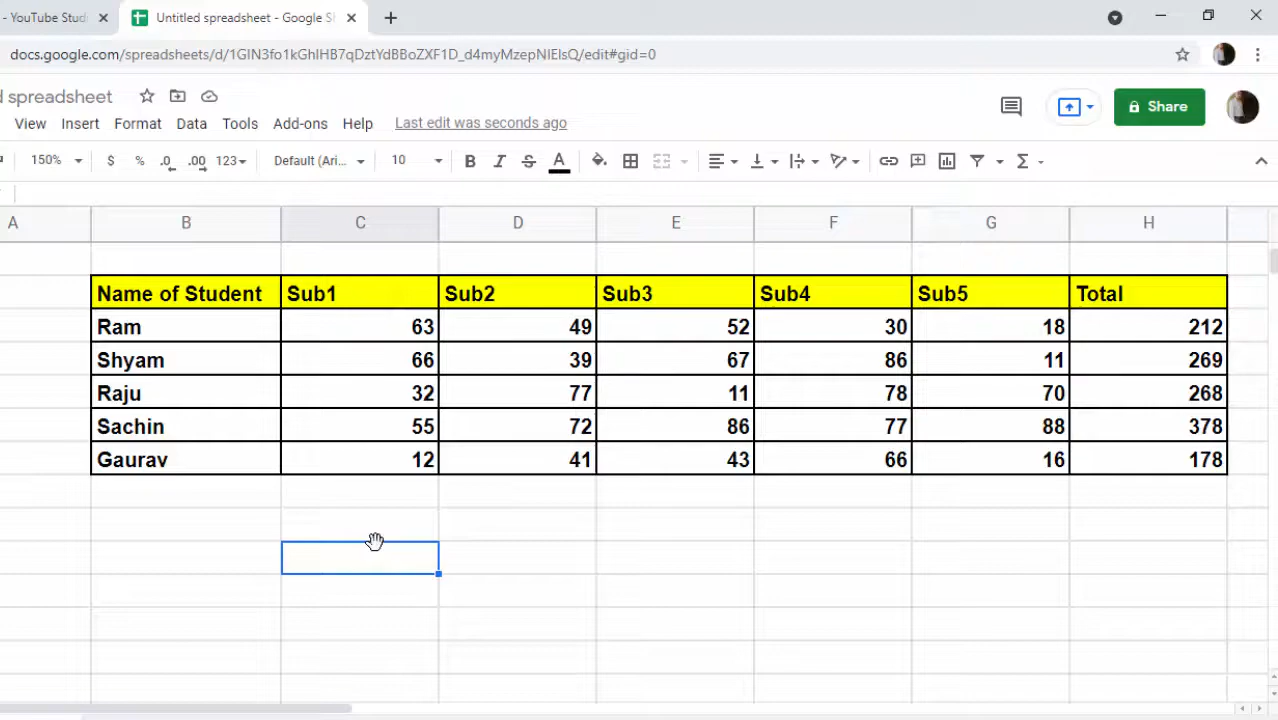 - YouTube Stud
Untitled spreadsheet - Google S
docs.google.com/spreadsheets/d/1GIN3fo1kGhlHB7qDztYdBBoZXF1D_d4myMzepNIElsQ/edit#gid=0
d spreadsheet
Share
View Insert Format Data Tools Add-ons Help Last edit was seconds ago
150% $ % .0 .00 123 Default (Ari... 10 B I S A Σ
A B C D E F G H
Name of Student Sub1 Sub2 Sub3 Sub4 Sub5 Total
Ram 63 49 52 30 18 212
Shyam 66 39 67 86 11 269
Raju 32 77 11 78 70 268
Sachin 55 72 86 77 88 378
Gaurav 12 41 43 66 16 178